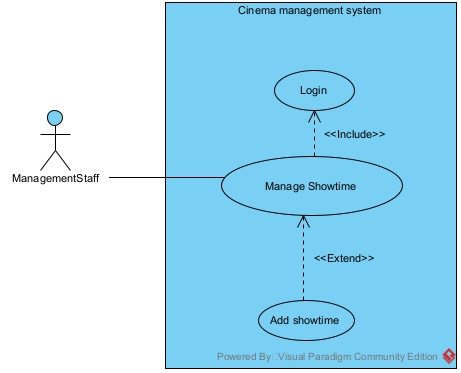 Cinema management system
Login
<<Include>>
ManagementStaff
Manage Showtime
<<Extend>>
Add showtime
Powered By Visual Paradigm Community Edition